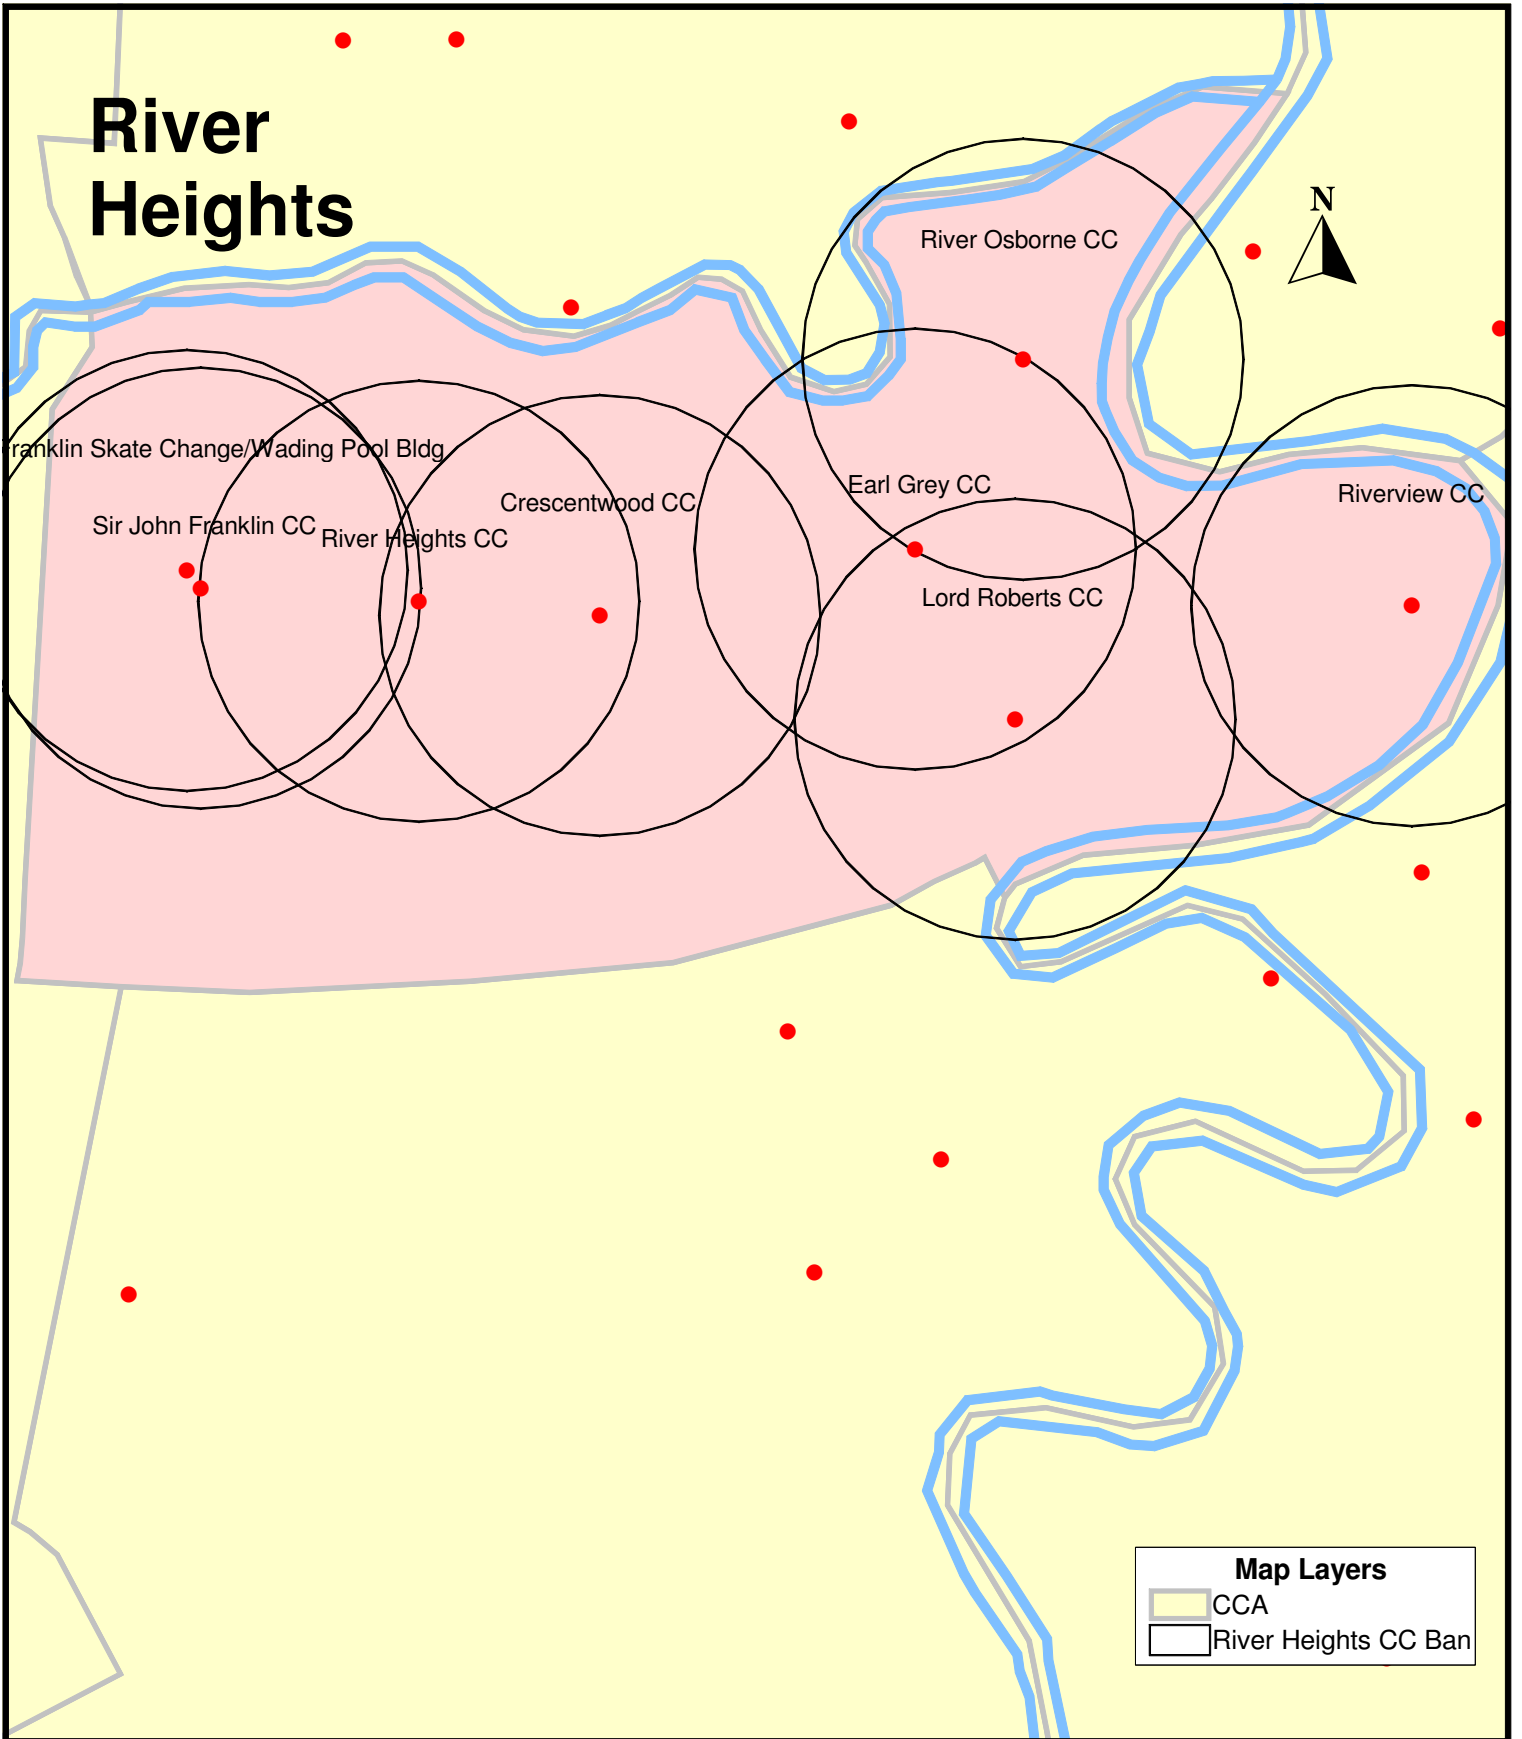 River
Heights
N
River Osborne CC
ranklin Skate Change/Wading Pool Bldg
Earl Grey CC
Riverview CC
Crescentwood CC
Sir John Franklin CC
River Heights CC
Lord Roberts CC
Map Layers
CCA
River Heights CC Ban